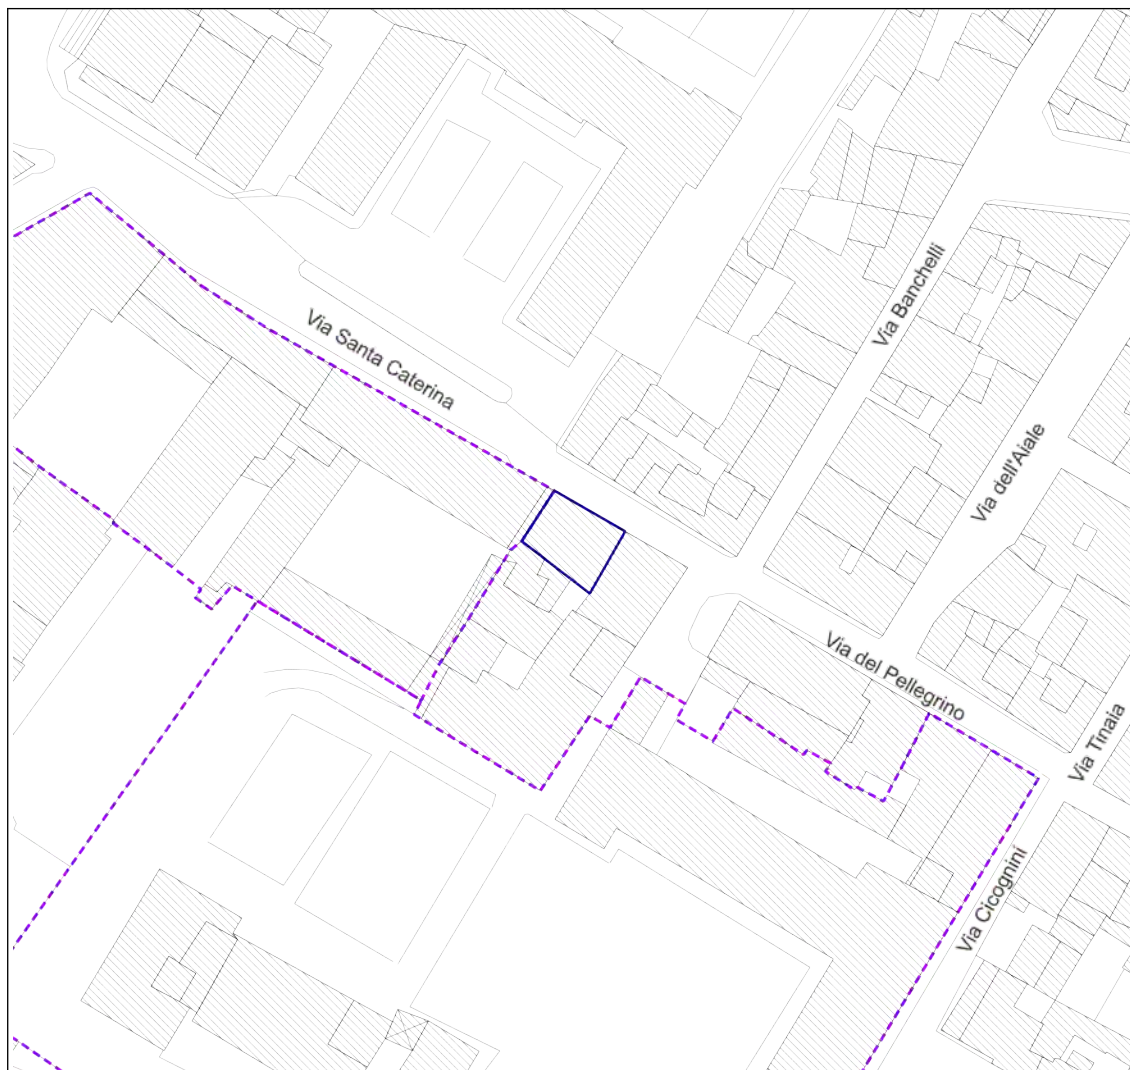 Via Banchelli
Via Santa Caterina
Via dell'Aiale
Via del Pellegrino
Via Tinaia
Via Cicognini